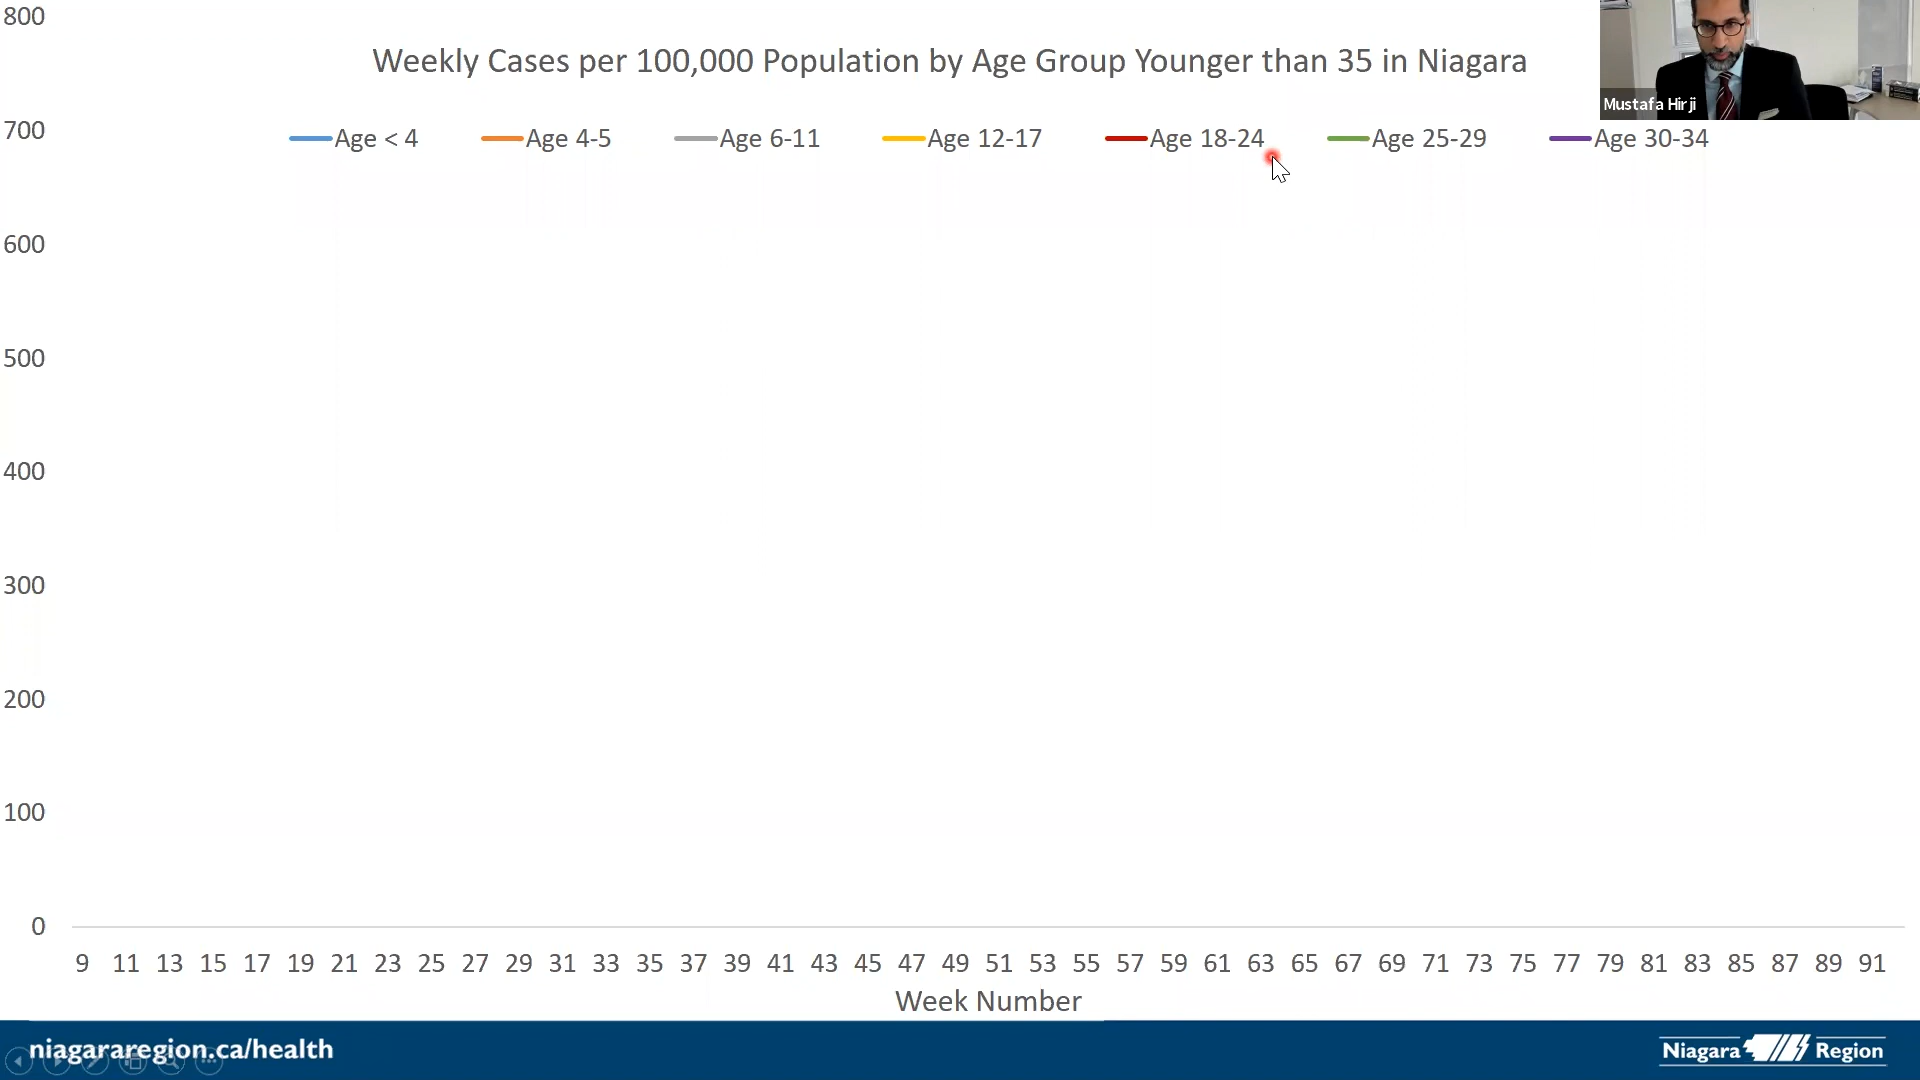 800
Weekly Cases per 100,000 Population by Age Group Younger than 35 in Niagara
Mustafa Hirji
700
Age < 4 Age 4-5 Age 6-11 Age 12-17 Age 18-24 Age 25-29 Age 30-34
600
500
400
300
200
100
0
9 11 13 15 17 19 21 23 25 27 29 31 33 35 37 39 41 43 45 47 49 51 53 55 57 59 61 63 65 67 69 71 73 75 77 79 81 83 85 87 89 91
Week Number
niagararegion.ca/health
Niagara Region